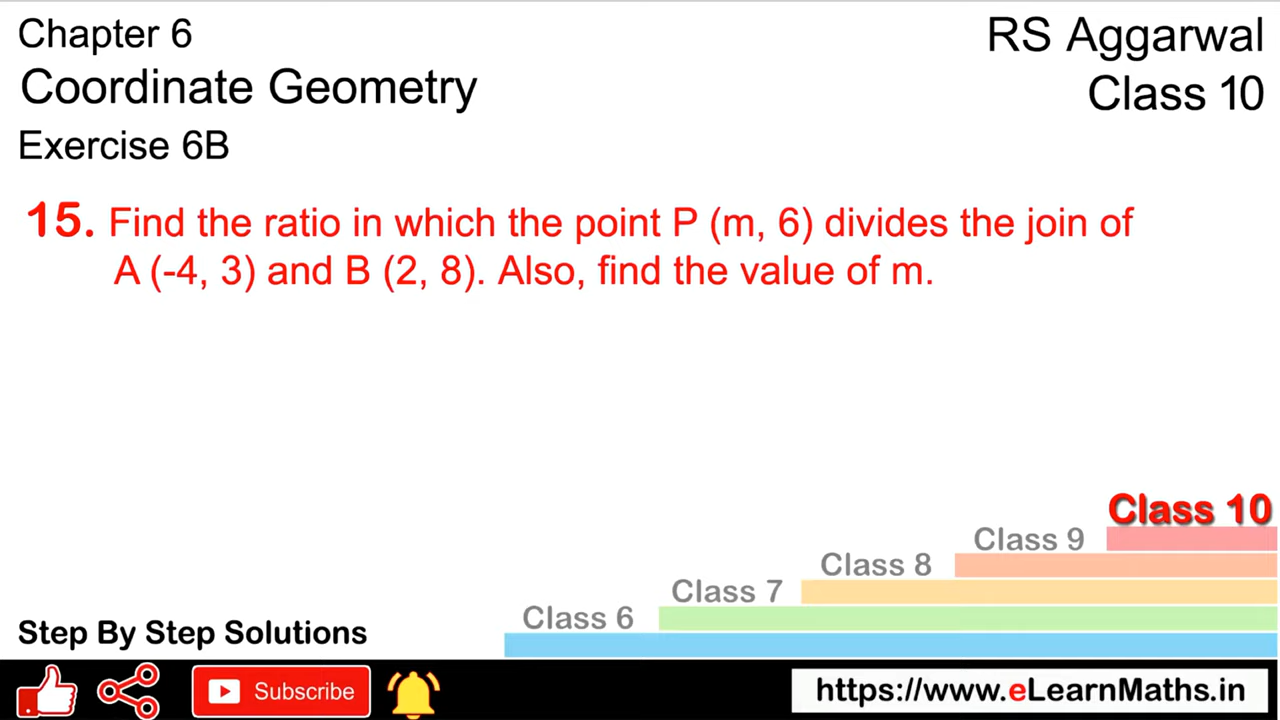 Chapter 6
Coordinate Geometry
Exercise 6B
RS Aggarwal
Class 10
15. Find the ratio in which the point P (m, 6) divides the join of
A (-4, 3) and B (2, 8). Also, find the value of m.
Class 10
Class 9
Class 8
Class 7
Class 6
Step By Step Solutions
Subscribe
https://www.eLearnMaths.in